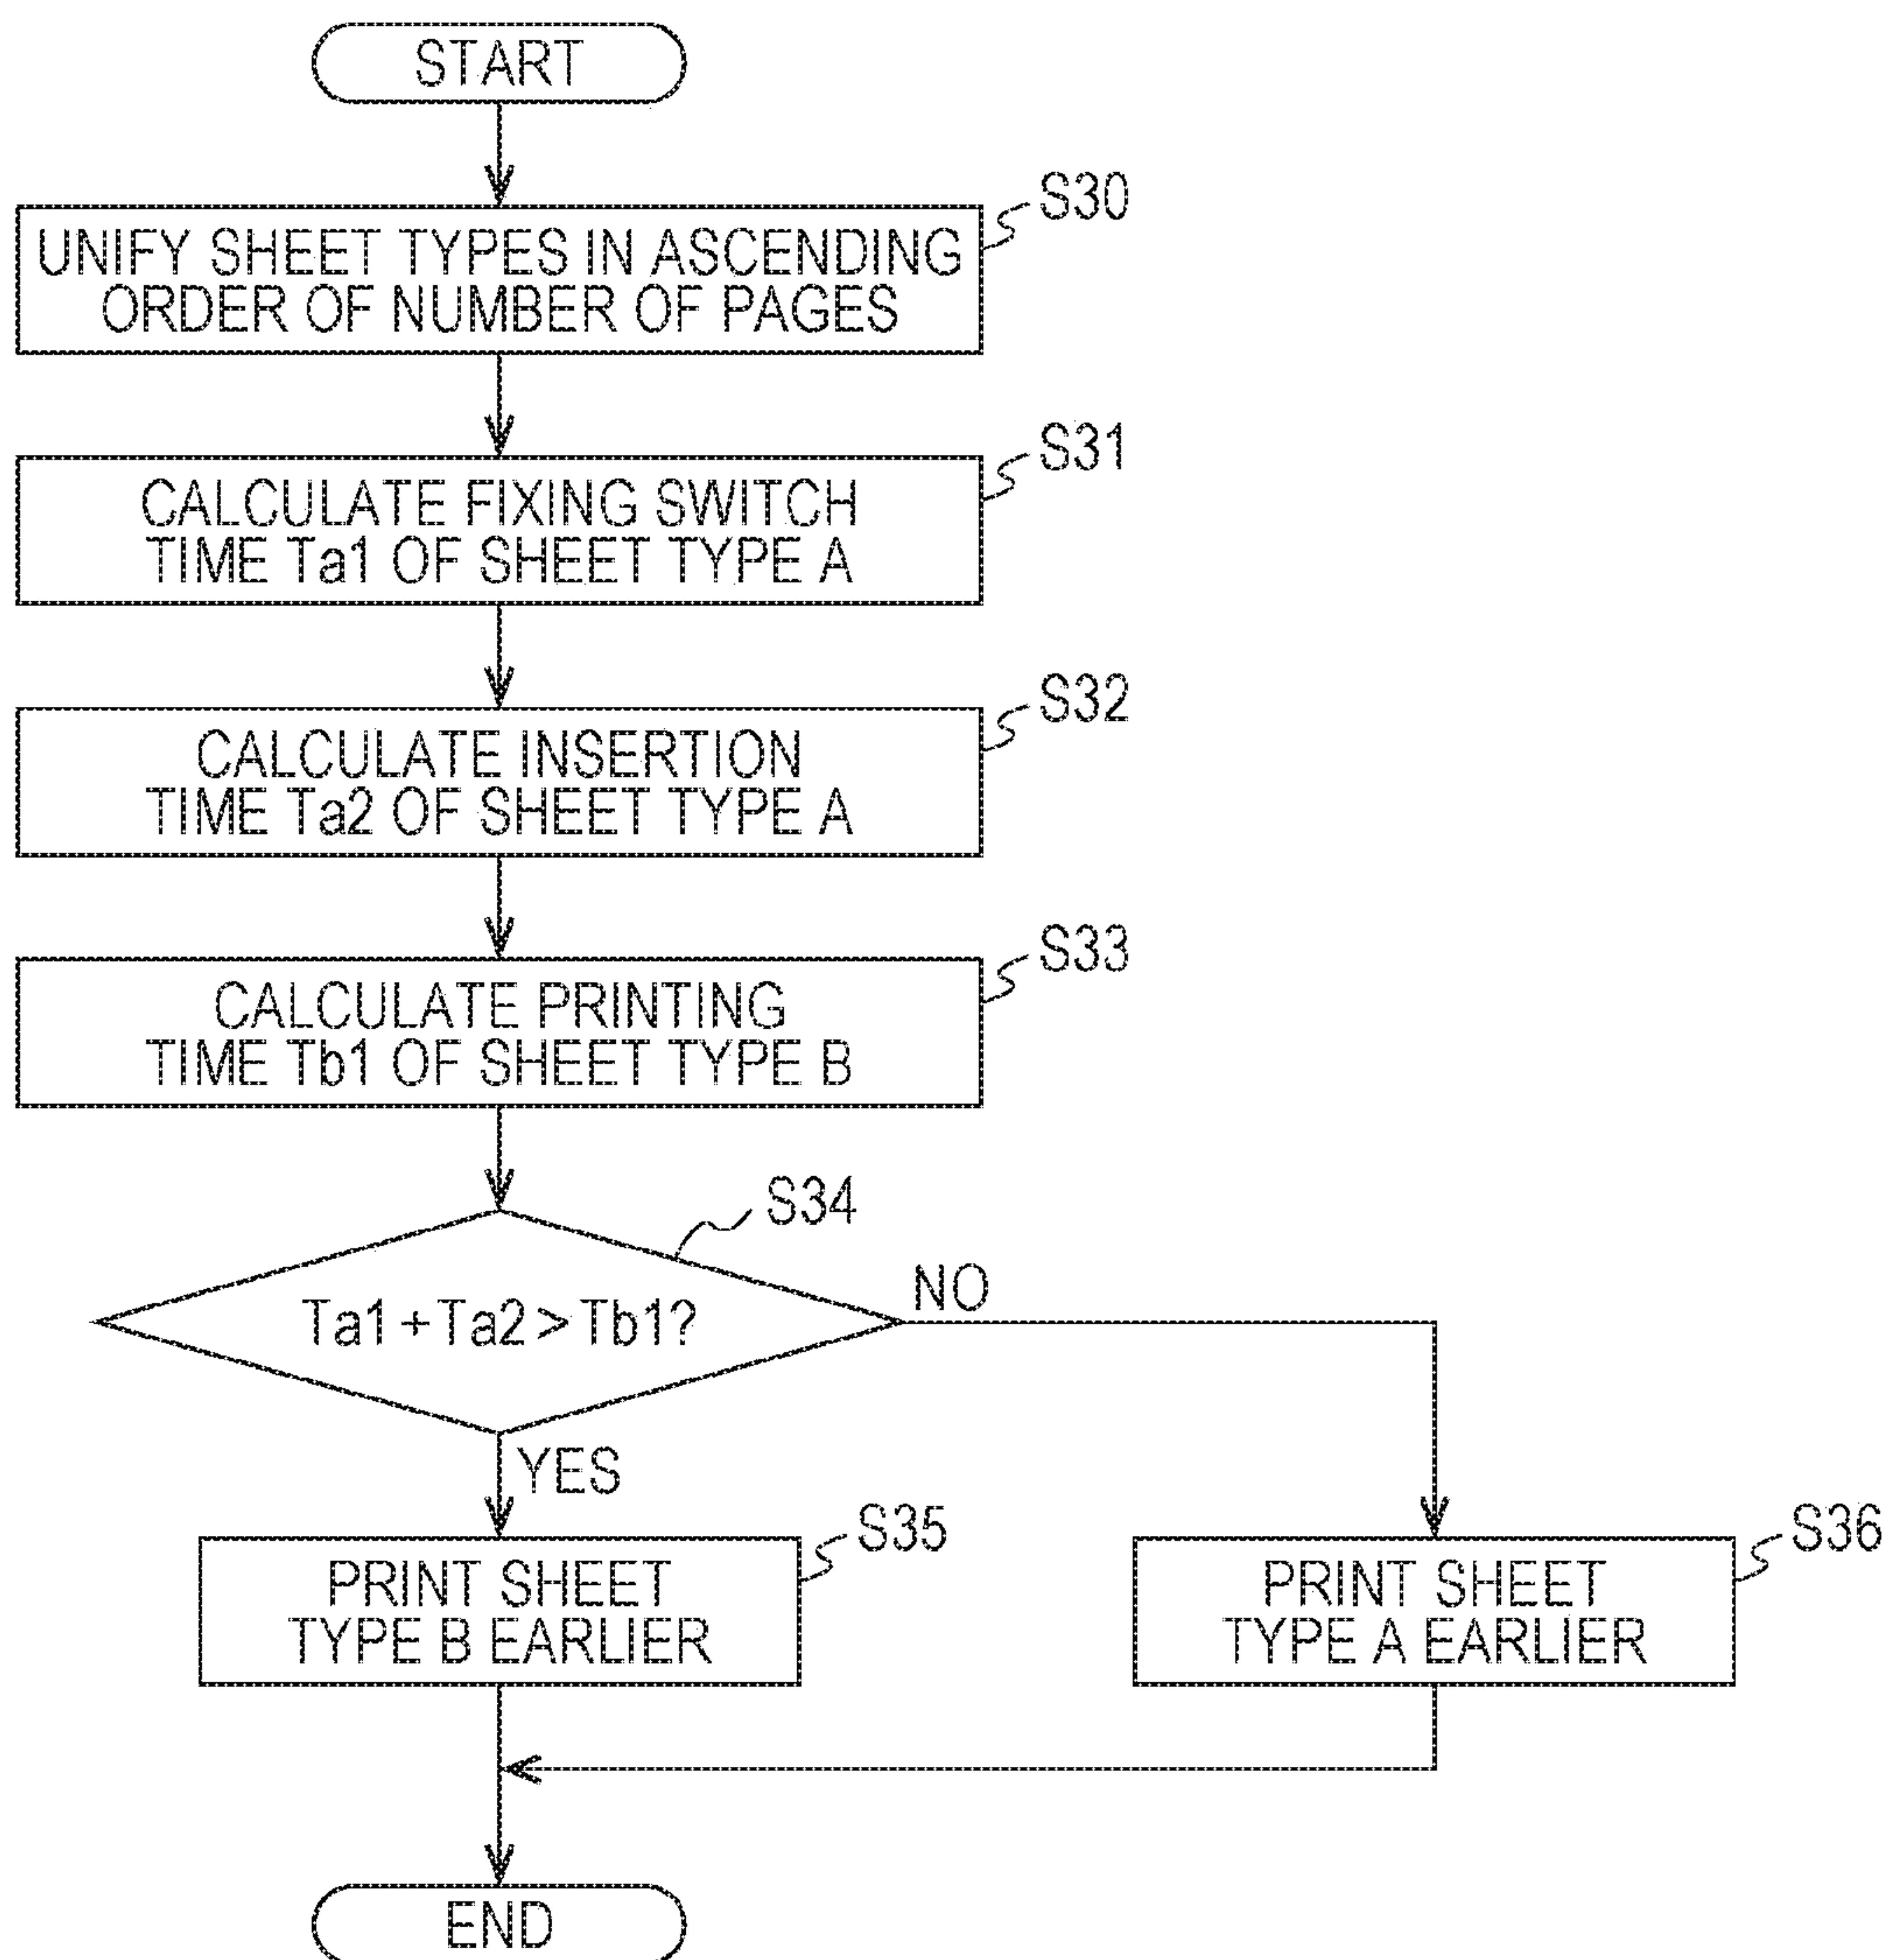 START
S30
UNIFY SHEET TYPES IN ASCENDING
ORDER OF NUMBER OF PAGES
S31
CALCULATE FIXING SWITCH
TIME Ta1 OF SHEET TYPE A
S32
CALCULATE INSERTION
TIME Ta2 OF SHEET TYPE A
S33
CALCULATE PRINTING
TIME Tb1 OF SHEET TYPE B
S34
Ta1+Ta2>Tb1?
NO
YES
S35
PRINT SHEET
TYPE B EARLIER
S36
PRINT SHEET
TYPE A EARLIER
END